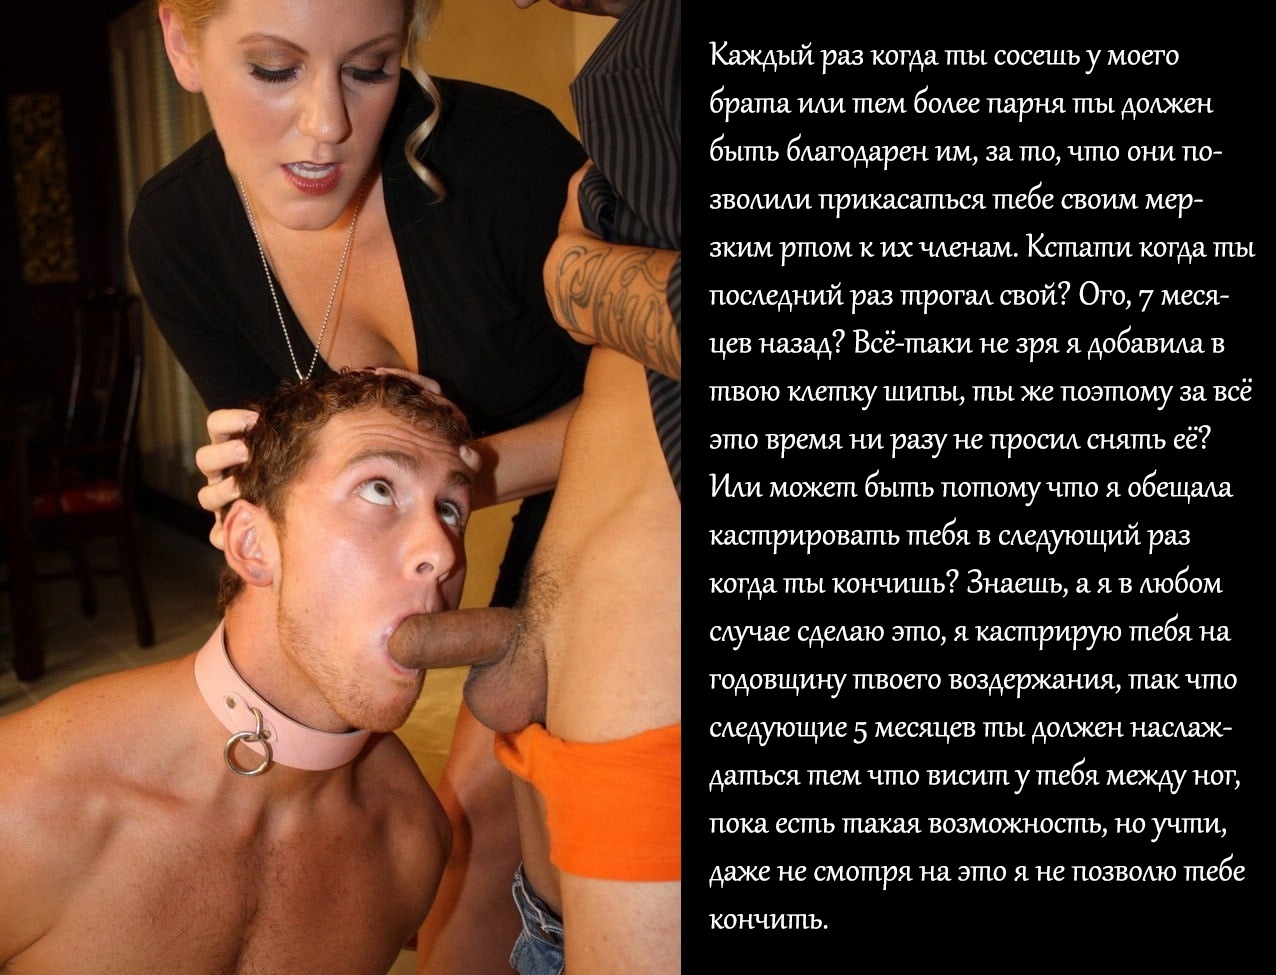 Каждый раз когда ты сосешь у моего
брата или тем более парня ты должен
быть благодарен им, за то, что они по-
зволили прикасаться тебе своим мер-
зким ртом к их членам. Кстати когда ты
последний раз трогал свой? Ого, 7 меся-
цев назад? Всё-таки не зря я добавила в
твою клетку шипы, ты же поэтому за всё
это время ни разу не просил снять её?
Или может быть потому что я обещала
кастрировать тебя в следующий раз
когда ты кончишь? Знаешь, а я в любом
случае сделаю это, я кастрирую тебя на
годовщину твоего воздержания, так что
следующие 5 месяцев ты должен наслаж-
даться тем что висит у тебя между ног,
пока есть такая возможность, но учти,
даже не смотря на это я не позволю тебе
кончить.